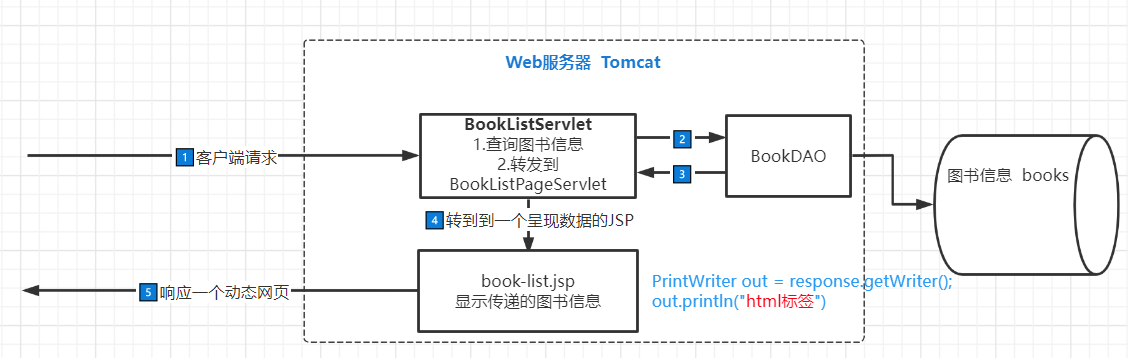 Web服务器 Tomcat
BookListServlet
1.查询图书信息
2.转发到
BookListPageServlet
1 客户端请求
2
3
BookDAO
图书信息 books
4 转到到一个呈现数据的JSP
book-list.jsp
显示传递的图书信息
5 响应一个动态网页
PrintWriter out = response.getWriter();
out.println("html标签")